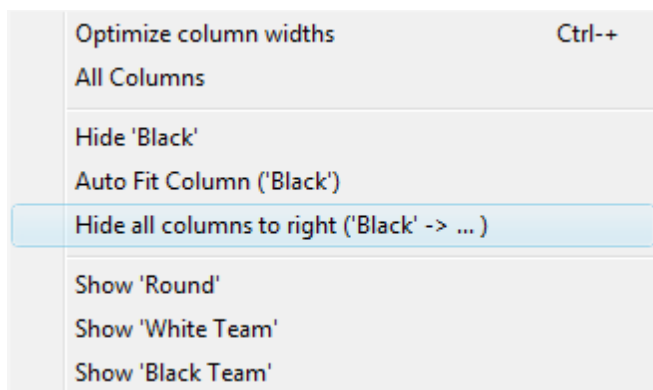 Optimize column widths Ctrl-+
All Columns
Hide 'Black'
Auto Fit Column ('Black')
Hide all columns to right ('Black' -> ... )
Show 'Round'
Show 'White Team'
Show 'Black Team'